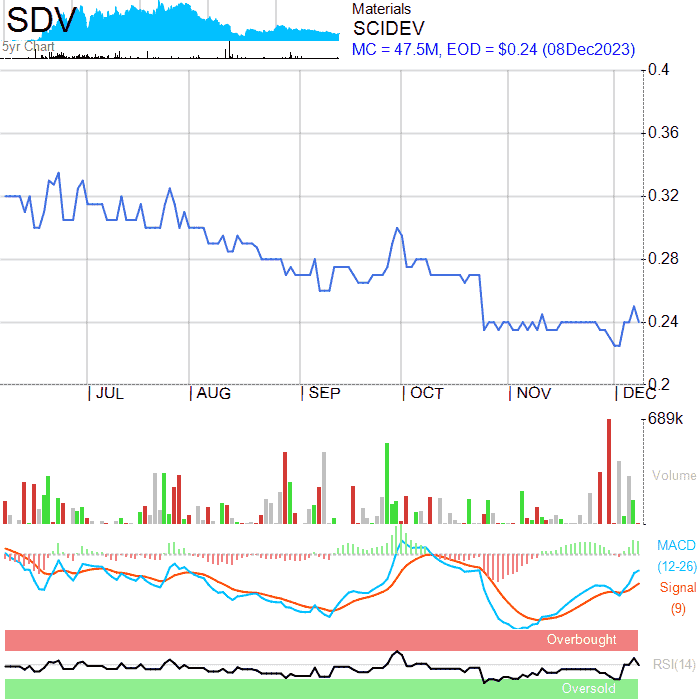 SDV
5yr Chart
Materials
SCIDEV
MC = 47.5M, EOD = $0.24 (08Dec2023)
0.4
0.36
0.32
0.28
0.24
0.2
JUL
AUG
SEP
OCT
NOV
DEC
689k
Volume
MACD
(12-26)
Signal
(9)
Overbought
RSI(14)
Oversold